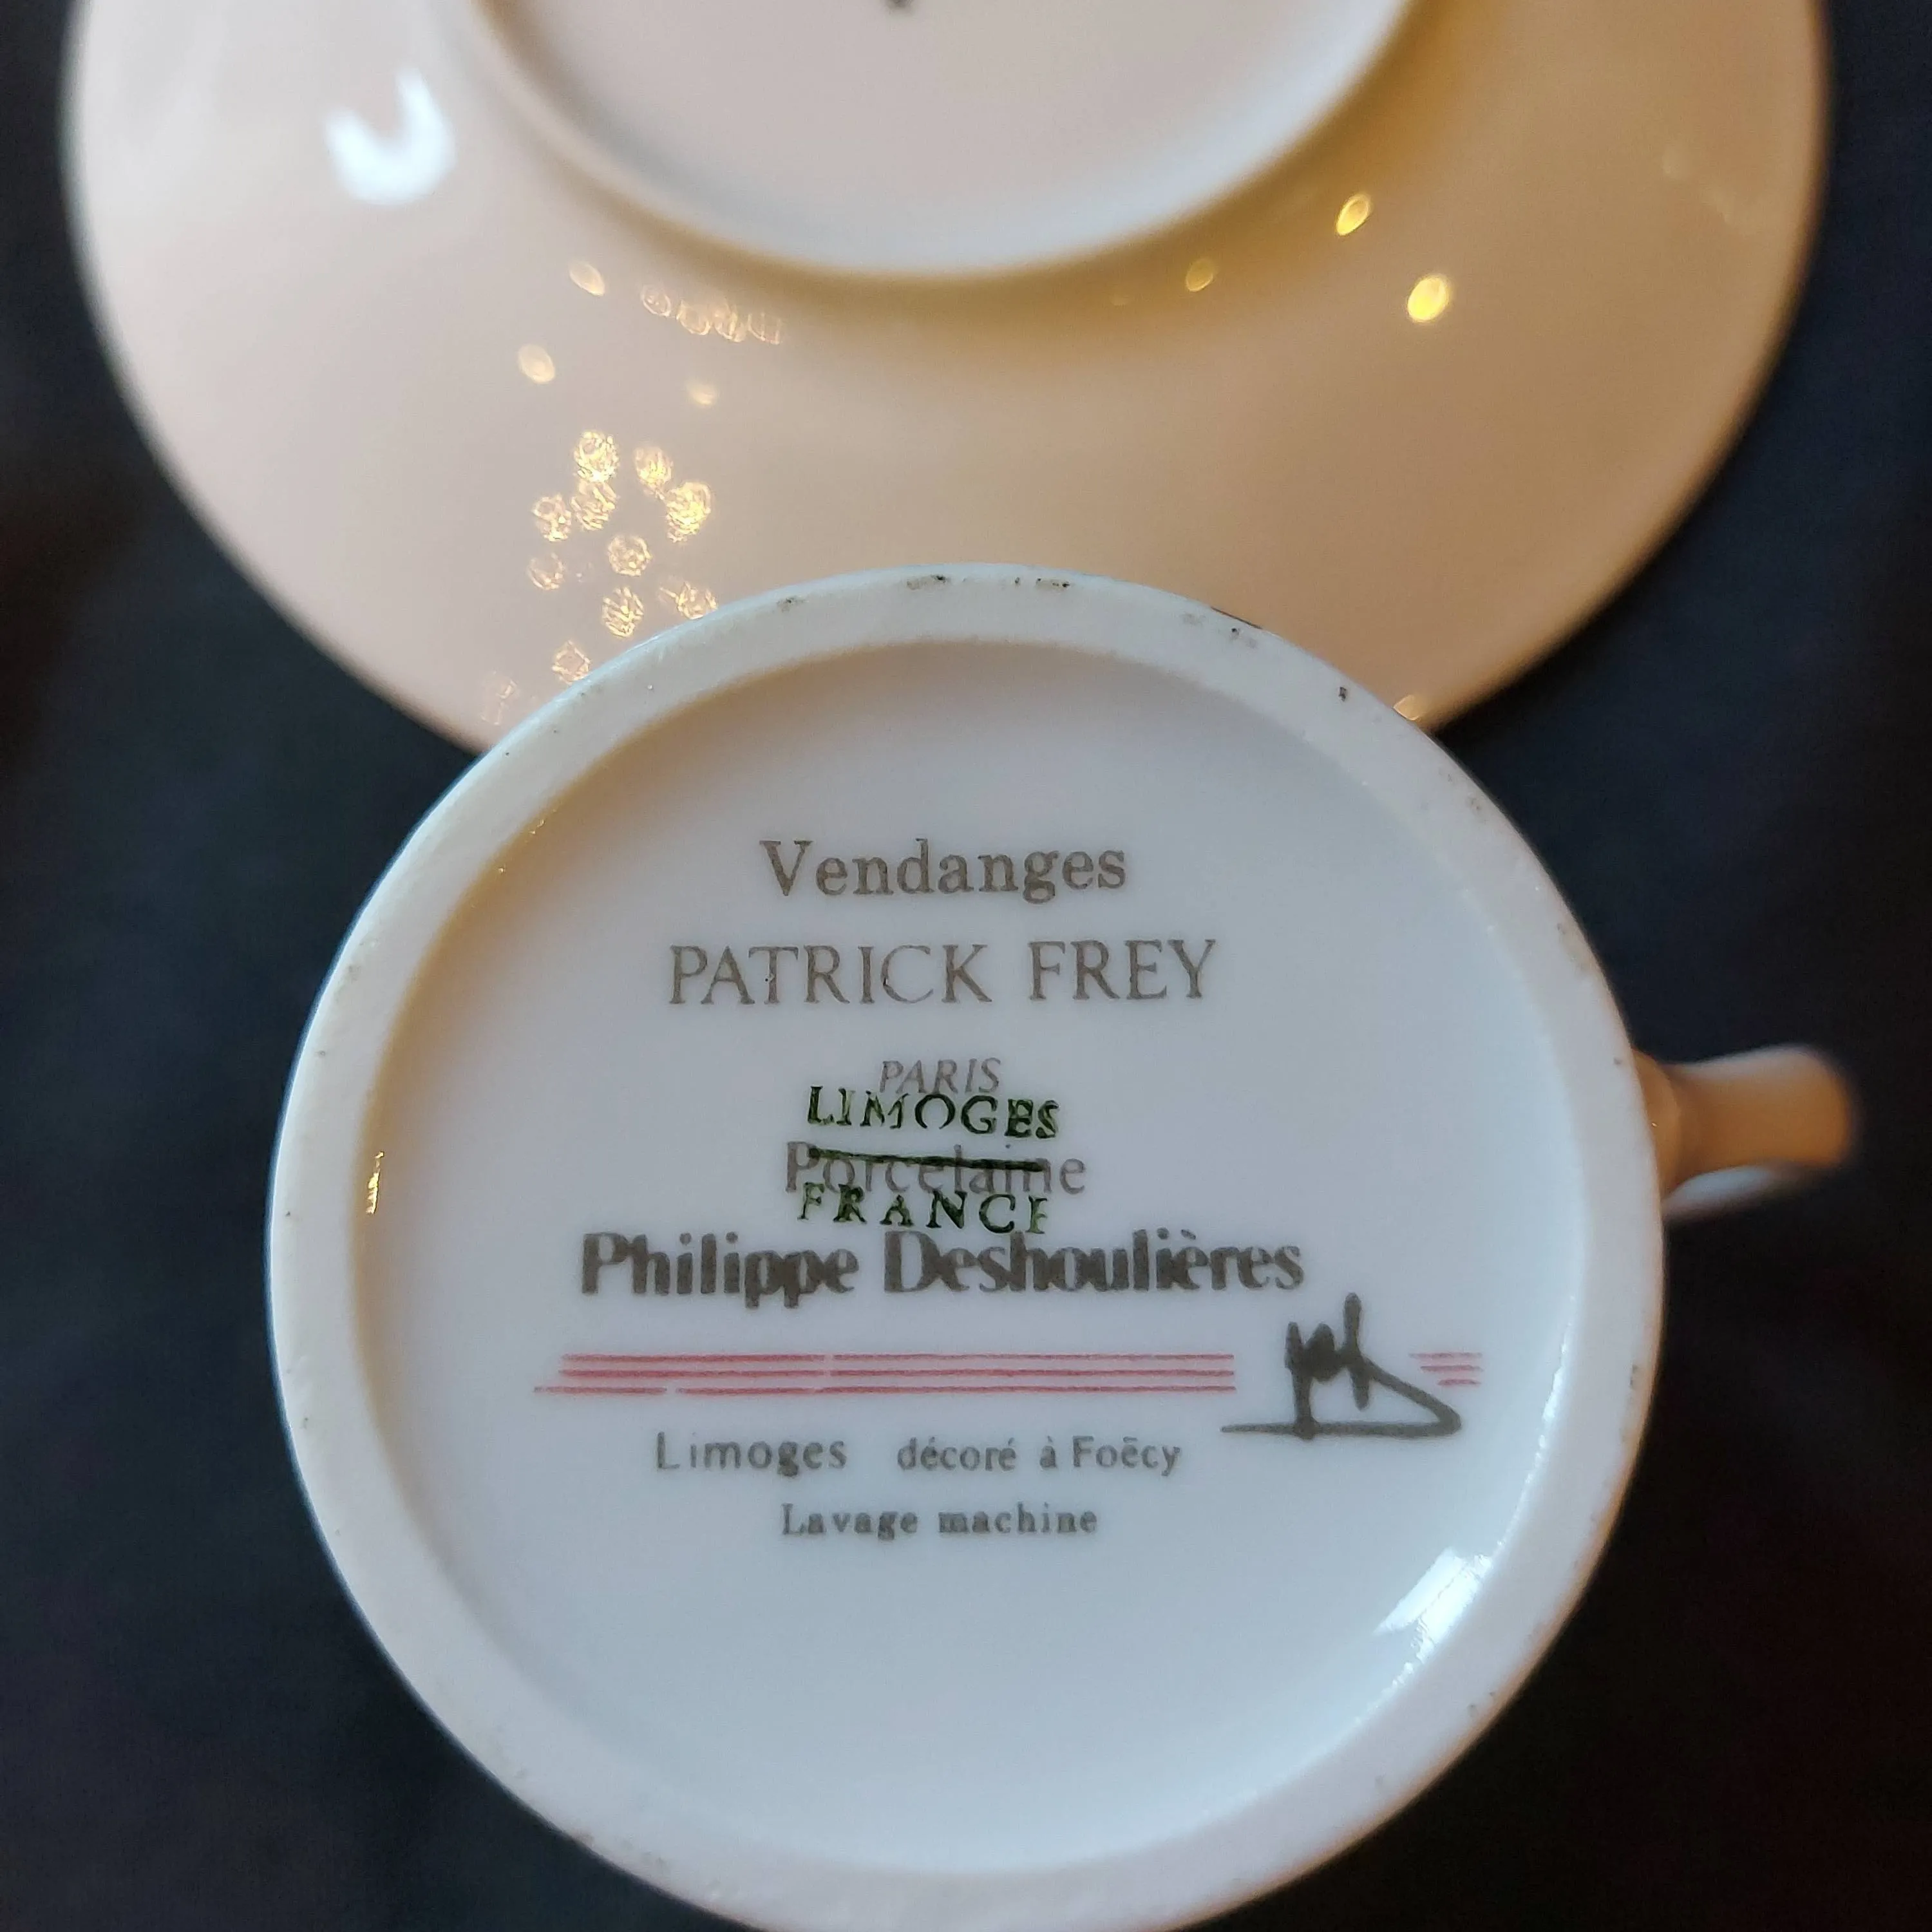 Vendanges
PATRICK FREY
PARIS
LIMOGES
Porcelaine
FRANCE
Philippe Deshoulières
Limoges décoré à Foëcy
Lavage machine